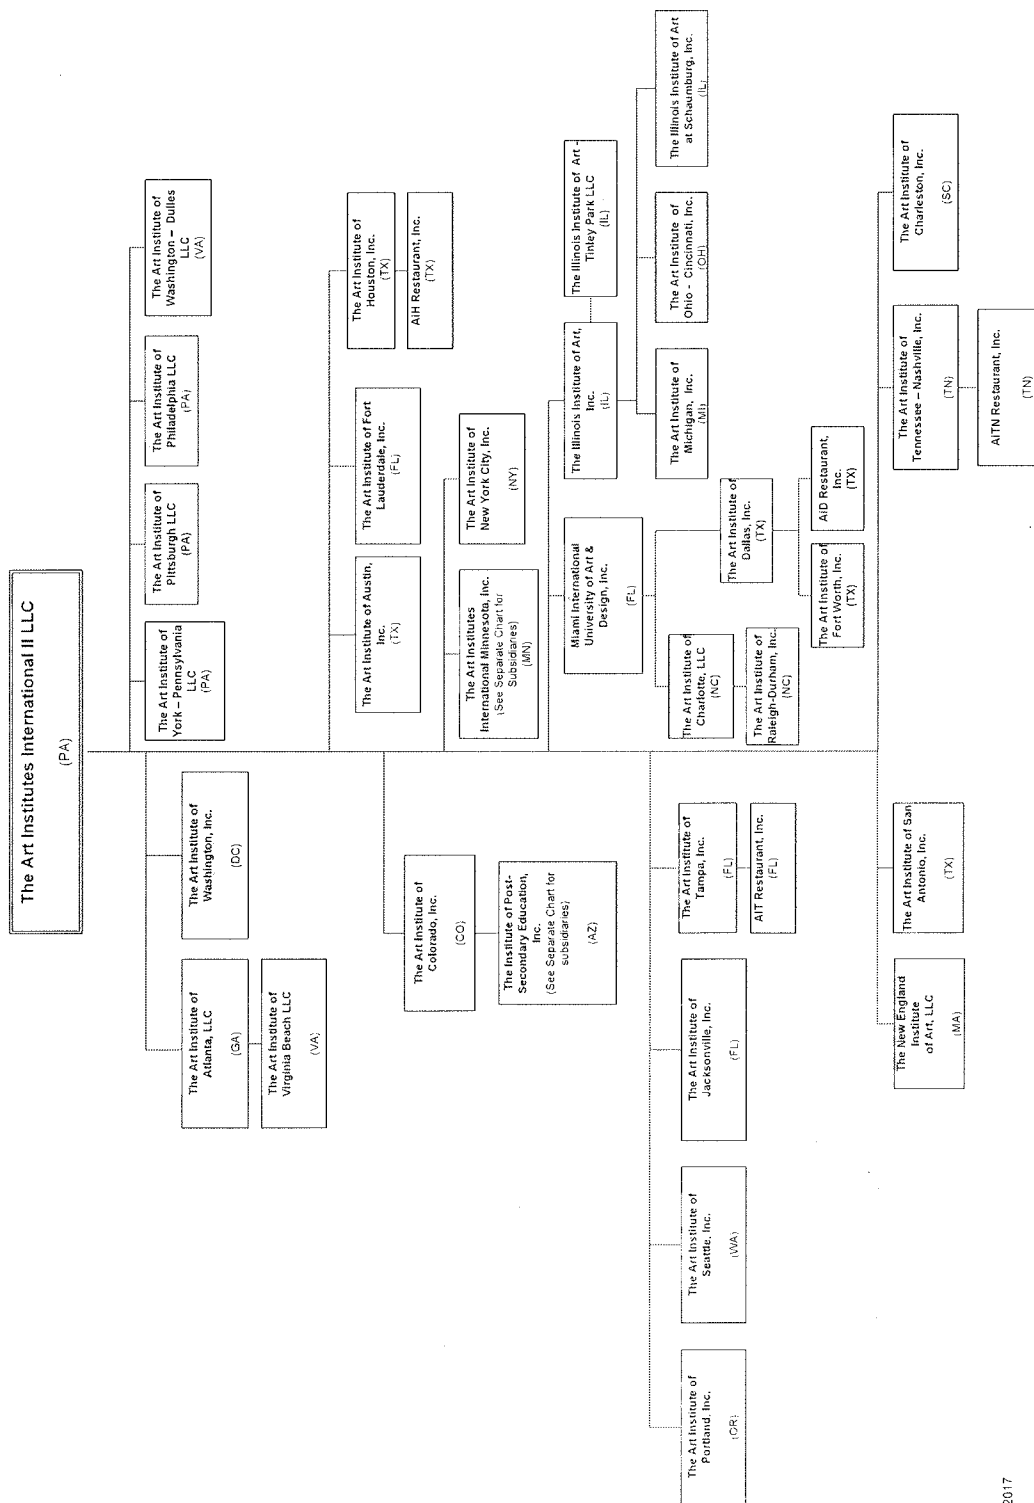 The Art Institutes International II LLC
(PA)
The Art Institute of
York – Pennsylvania
LLC
(PA)
The Art Institute of
Pittsburgh LLC
(PA)
The Art Institute of
Philadelphia LLC
(PA)
The Art Institute of
Washington – Dulles
LLC
(VA)
The Art Institute of
Atlanta, LLC
(GA)
The Art Institute of
Virginia Beach LLC
(VA)
The Art Institute of
Washington, Inc.
(DC)
The Art Institute of Austin,
Inc.
(TX)
The Art Institute of Fort
Lauderdale, Inc.
(FL)
The Art Institute of
Houston, Inc.
(TX)
AiH Restaurant, Inc.
(TX)
The Art Institute of
Colorado, Inc.
(CO)
The Institute of Post-
Secondary Education,
Inc.
(See Separate Chart for
subsidiaries)
(AZ)
The Art Institutes
International Minnesota, Inc.
(See Separate Chart for
Subsidiaries)
(MN)
The Art Institute of
New York City, Inc.
(NY)
Miami International
University of Art &
Design, Inc.
(FL)
The Illinois Institute of Art,
Inc.
(IL)
The Illinois Institute of Art -
Tinley Park LLC
(IL)
The Art Institute of
Michigan, Inc.
(MI)
The Art Institute of
Ohio - Cincinnati, Inc.
(OH)
The Illinois Institute of Art
at Schaumburg, Inc.
(IL)
The Art Institute of
Charlotte, LLC
(NC)
The Art Institute of
Raleigh-Durham, Inc.
(NC)
The Art Institute of
Dallas, Inc.
(TX)
The Art Institute of
Fort Worth, Inc.
(TX)
AiD Restaurant,
Inc.
(TX)
The Art Institute of
Portland, Inc.
(OR)
The Art Institute of
Seattle, Inc.
(WA)
The Art Institute of
Jacksonville, Inc.
(FL)
The Art Institute of
Tampa, Inc.
(FL)
AIT Restaurant, Inc.
(FL)
The New England
Institute
of Art, LLC
(MA)
The Art Institute of San
Antonio, Inc.
(TX)
The Art Institute of
Tennessee – Nashville, Inc.
(TN)
AITN Restaurant, Inc.
(TN)
The Art Institute of
Charleston, Inc.
(SC)
2017